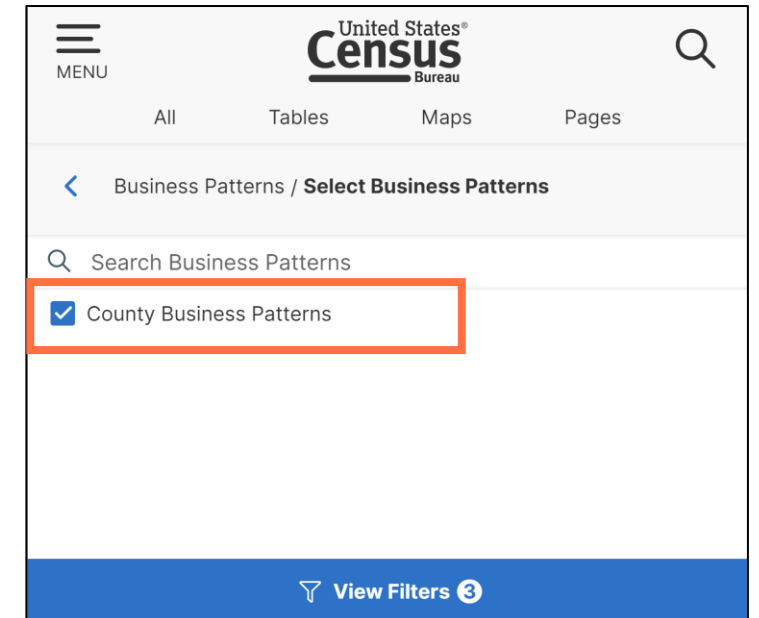 MENU
United States®
Census
Bureau
All Tables Maps Pages
Business Patterns / Select Business Patterns
Search Business Patterns
County Business Patterns
View Filters 3